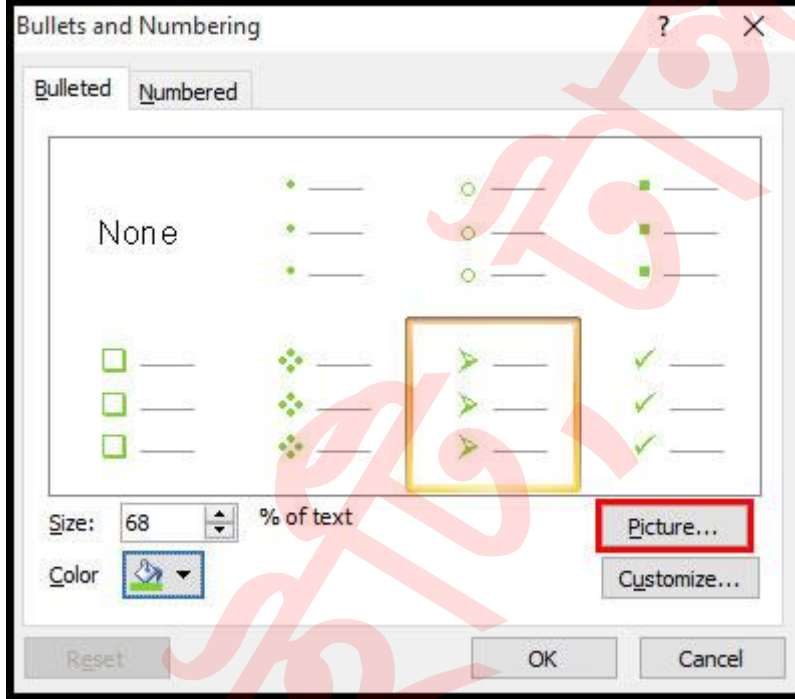 Bullets and Numbering
Bulleted Numbered
None
Size: 68 % of text
Picture...
Color
Customize...
Reset OK Cancel